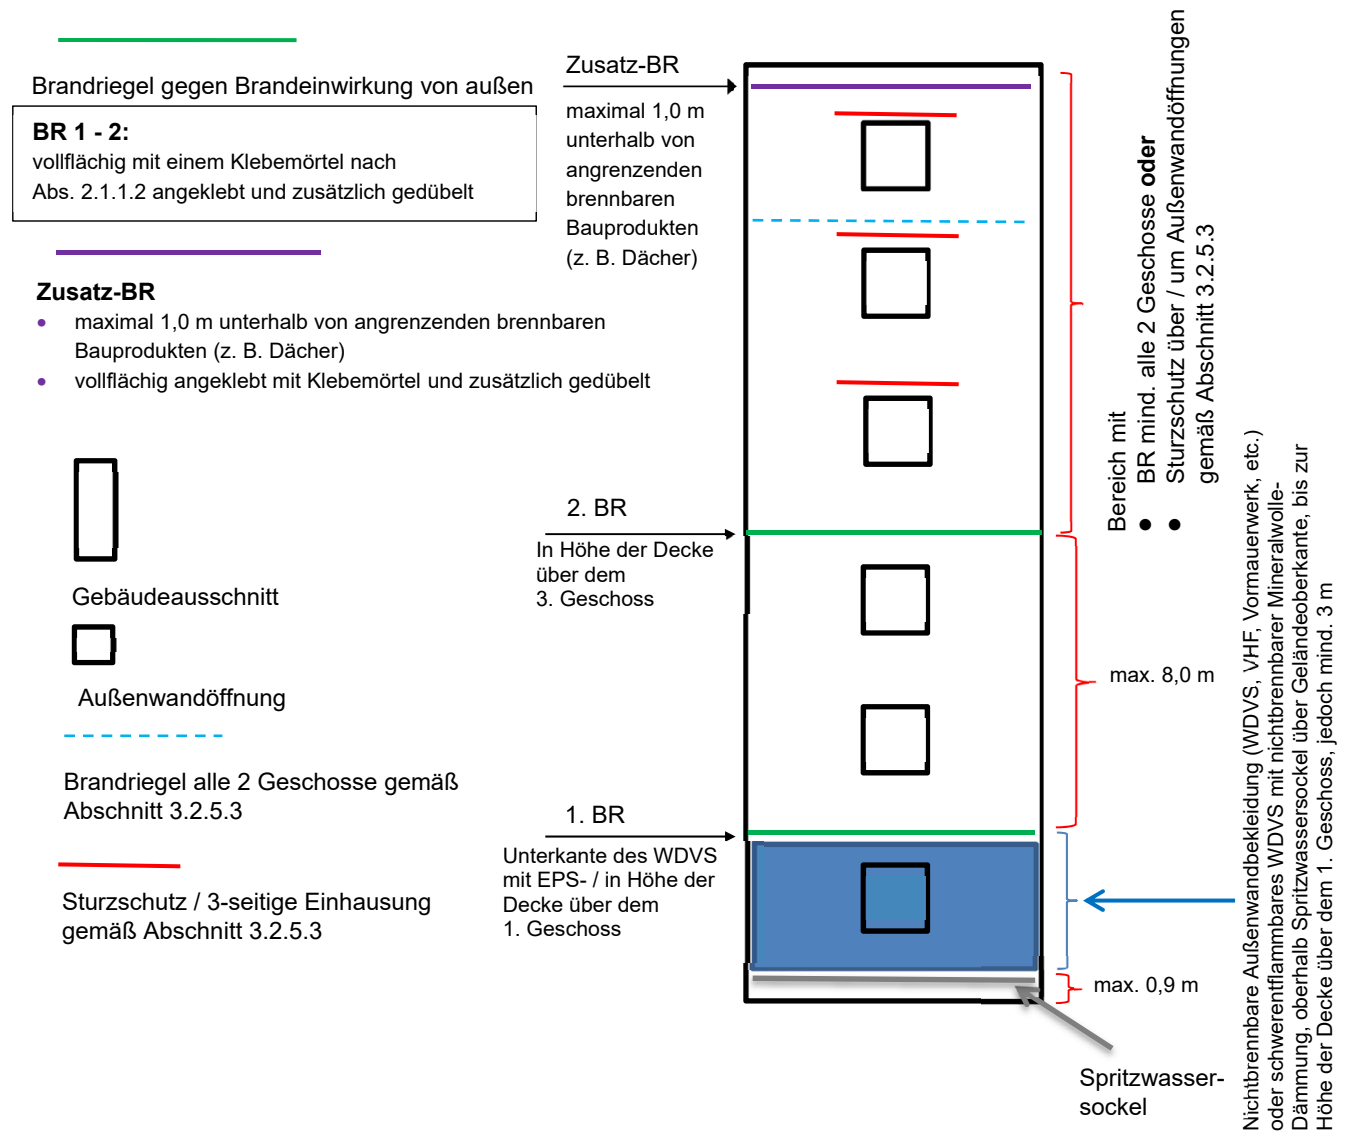 Brandriegel gegen Brandeinwirkung von außen
BR 1 - 2:
vollflächig mit einem Klebemörtel nach
Abs. 2.1.1.2 angeklebt und zusätzlich gedübelt
Zusatz-BR
• maximal 1,0 m unterhalb von angrenzenden brennbaren
Bauprodukten (z. B. Dächer)
• vollflächig angeklebt mit Klebemörtel und zusätzlich gedübelt
Gebäudeausschnitt
Außenwandöffnung
Brandriegel alle 2 Geschosse gemäß
Abschnitt 3.2.5.3
Sturzschutz / 3-seitige Einhausung
gemäß Abschnitt 3.2.5.3
Zusatz-BR
maximal 1,0 m
unterhalb von
angrenzenden
brennbaren
Bauprodukten
(z. B. Dächer)
2. BR
In Höhe der Decke
über dem
3. Geschoss
1. BR
Unterkante des WDVS
mit EPS- / in Höhe der
Decke über dem
1. Geschoss
Bereich mit
• BR mind. alle 2 Geschosse oder
• Sturzschutz über / um Außenwandöffnungen
gemäß Abschnitt 3.2.5.3
max. 8,0 m
max. 0,9 m
Spritzwasser-
sockel
Nichtbrennbare Außenwandbekleidung (WDVS, VHF, Vormauerwerk, etc.)
oder schwerentflammbares WDVS mit nichtbrennbarer Mineralwolle-
Dämmung, oberhalb Spritzwassersockel über Geländeoberkante, bis zur
Höhe der Decke über dem 1. Geschoss, jedoch mind. 3 m